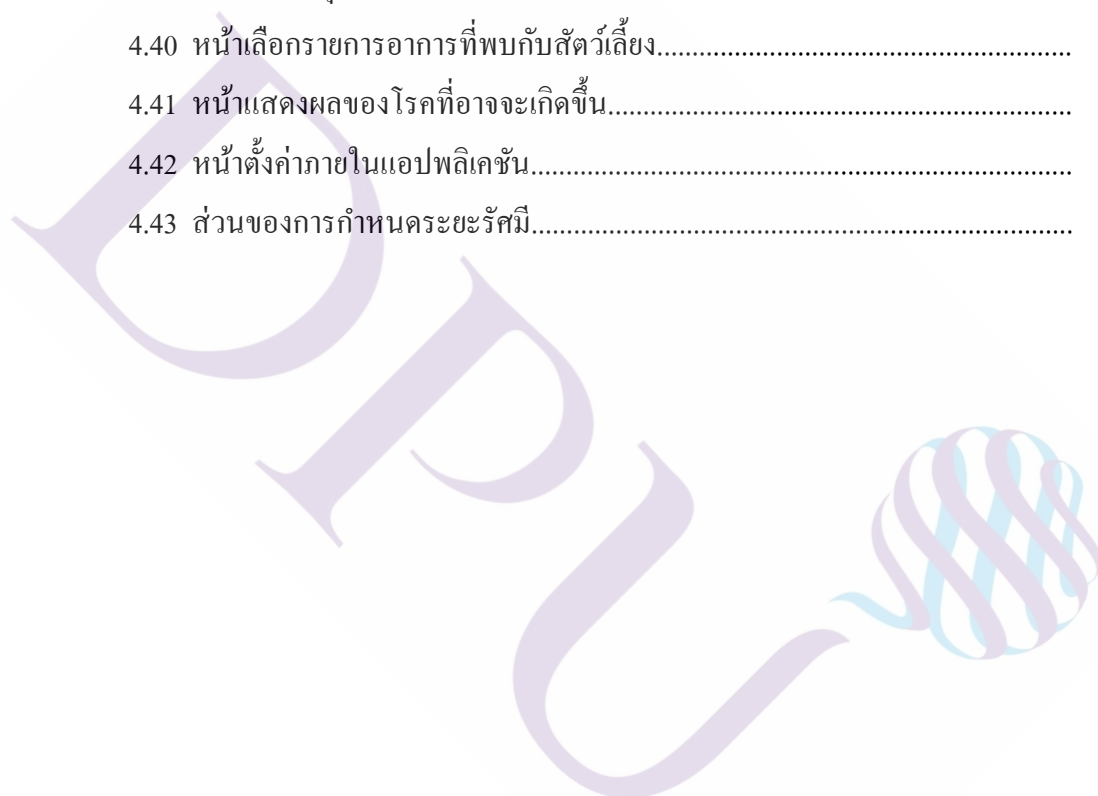 4.40 หน้าเลือกรายการอาการที่พบกับสัตว์เลี้ยง..........................................................
4.41 หน้าแสดงผลของโรคที่อาจจะเกิดขึ้น.................................................................
4.42 หน้าตั้งค่าภายในแอปพลิเคชัน............................................................................
4.43 ส่วนของการกำหนดระยะรัศมี............................................................................
DPU